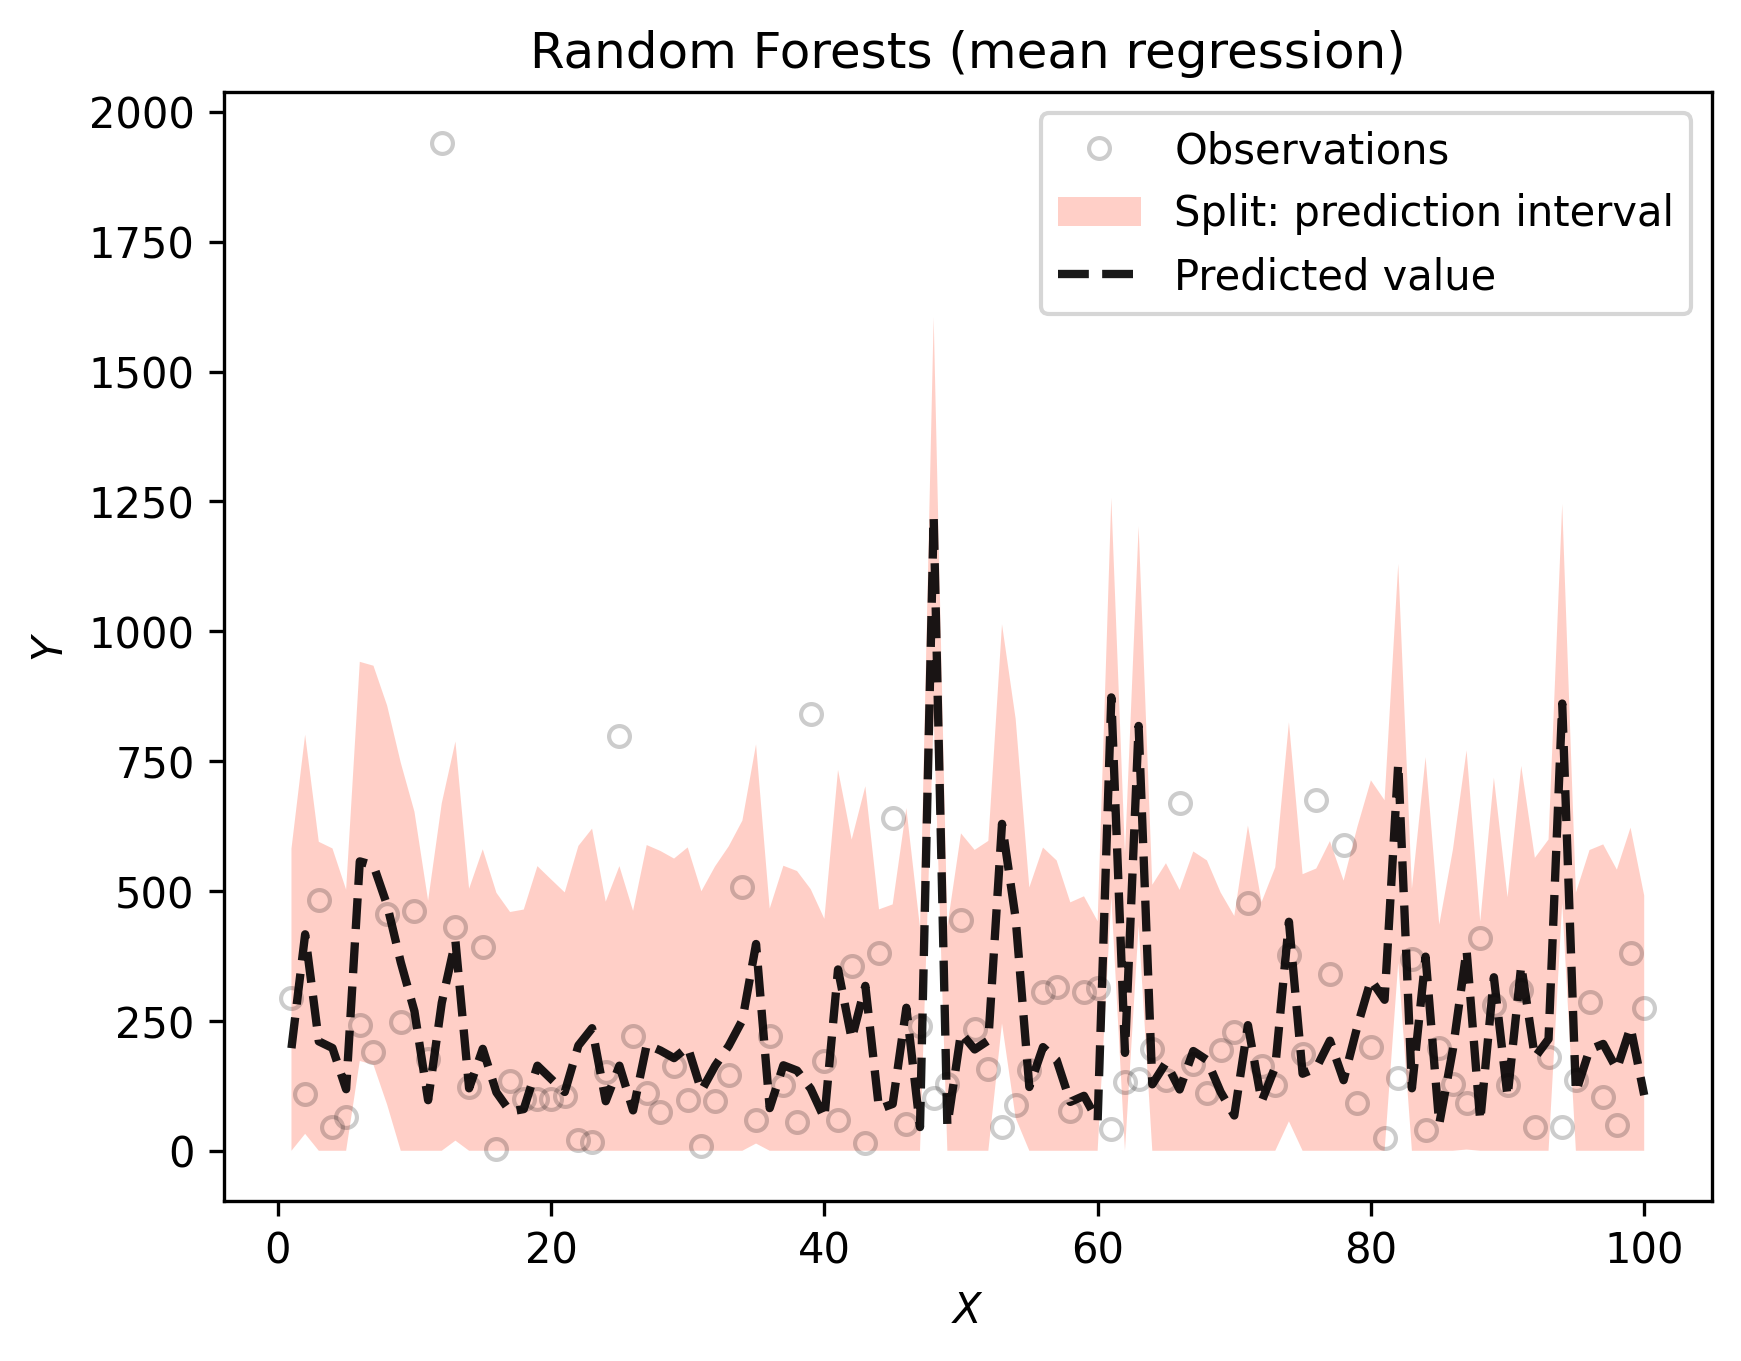 Random Forests (mean regression)
Observations
Split: prediction interval
Predicted value
2000
1750
1500
1250
1000
750
500
250
0
Y
0 20 40 60 80 100
X